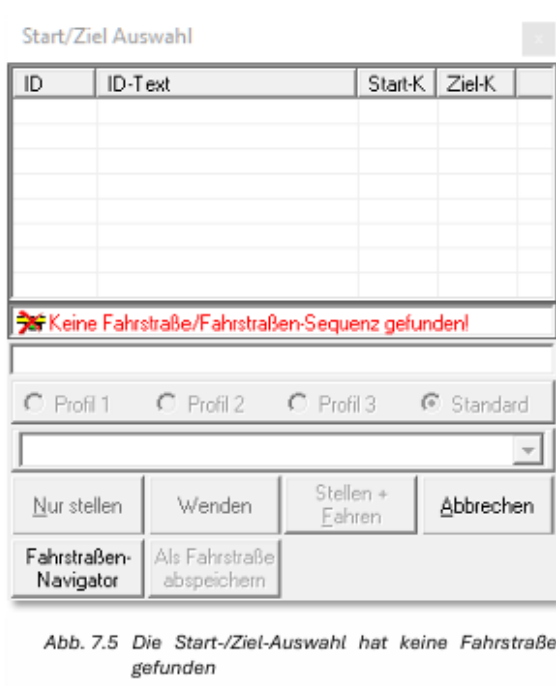 Start/Ziel Auswahl
ID ID-Text Start-K Ziel-K
Keine Fahrstraße/Fahrstraßen-Sequenz gefunden!
Profil 1 Profil 2 Profil 3 Standard
Nur stellen Wenden Stellen + Fahren Abbrechen
Fahrstraßen-Navigator Als Fahrstraße abspeichern
Abb. 7.5 Die Start-/Ziel-Auswahl hat keine Fahrstraße
gefunden